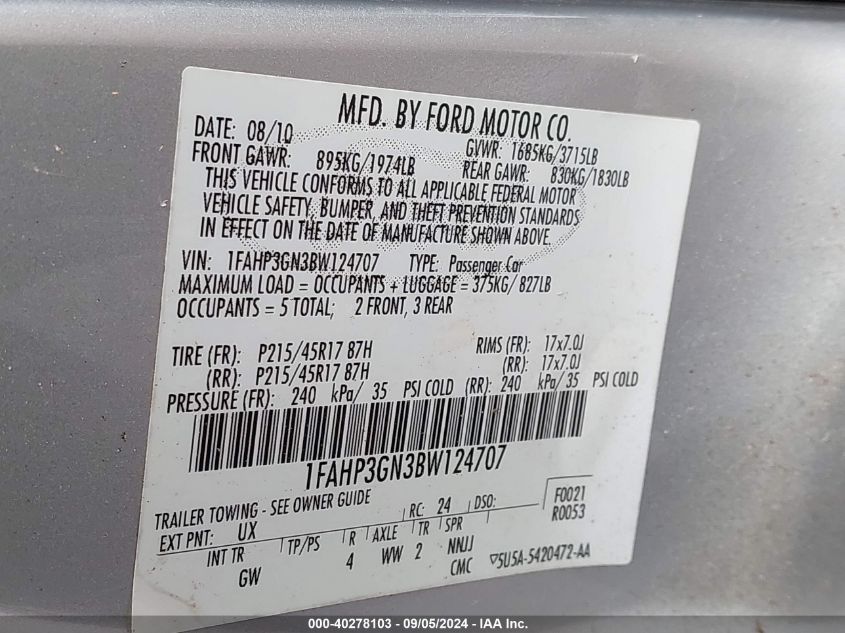 MFD. BY FORD MOTOR CO.
DATE: 08/10 GVWR: 1685KG/3715LB
FRONT GAWR: 895KG/1974LB REAR GAWR: 830KG/1830LB
THIS VEHICLE CONFORMS TO ALL APPLICABLE FEDERAL MOTOR
VEHICLE SAFETY, BUMPER, AND THEFT PREVENTION STANDARDS
IN EFFECT ON THE DATE OF MANUFACTURE SHOWN ABOVE.
VIN: 1FAHP3GN3BW124707 TYPE: Passenger Car
MAXIMUM LOAD = OCCUPANTS + LUGGAGE = 375KG/ 827LB
OCCUPANTS = 5 TOTAL; 2 FRONT, 3 REAR
TIRE (FR): P215/45R17 87H RIMS (FR): 17x7.0J
(RR): P215/45R17 87H (RR): 17x7.0J
PRESSURE (FR): 240 kPa/ 35 PSI COLD (RR): 240 kPa/ 35 PSI COLD
1FAHP3GN3BW124707
TRAILER TOWING - SEE OWNER GUIDE
EXT PNT: UX RC: 24 DSO: F0021
R0053
INT TR TP/PS R AXLE TR SPR
GW 4 WW 2 NNJJ
CMC
5U5A-5420472-AA
000-40278103 - 09/05/2024 - IAA Inc.